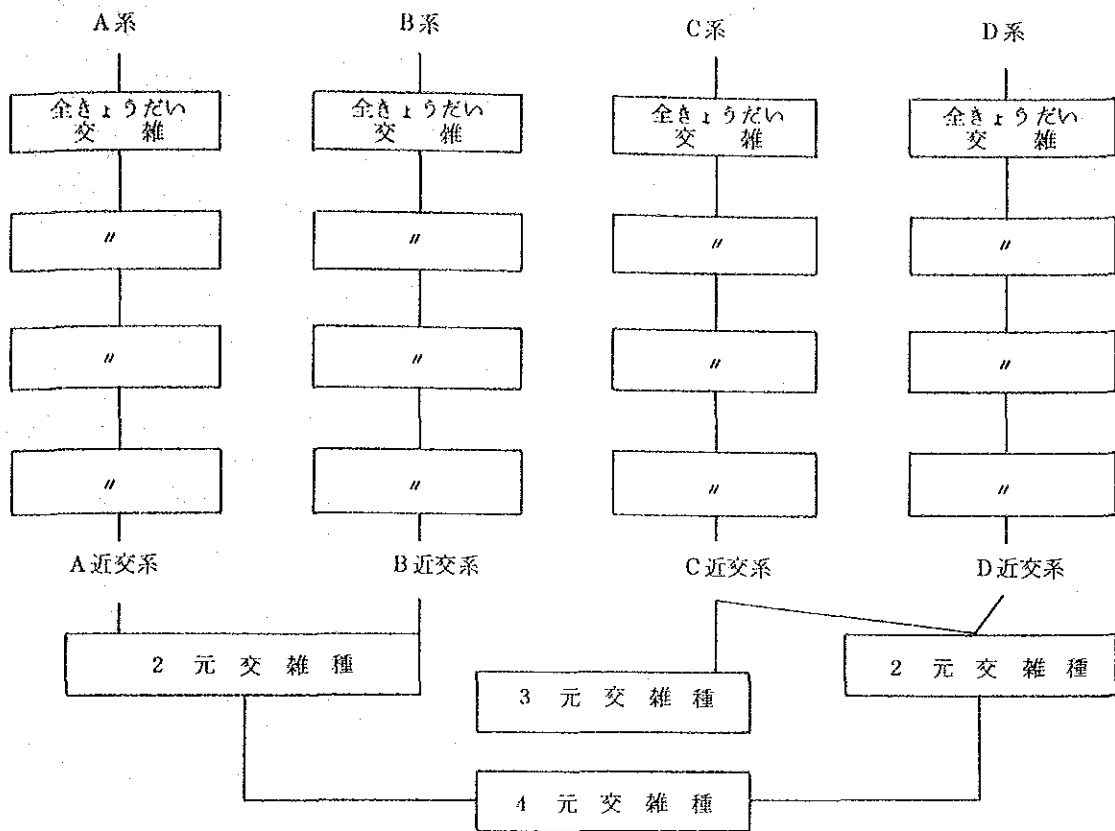 A系
B系
C系
D系
全きょうだい
交 雑
全きょうだい
交 雑
全きょうだい
交 雑
全きょうだい
交 雑
〃
〃
〃
〃
〃
〃
〃
〃
〃
〃
〃
〃
A近交系
B近交系
C近交系
D近交系
2 元 交 雑 種
3 元 交 雑 種
2 元 交 雑 種
4 元 交 雑 種